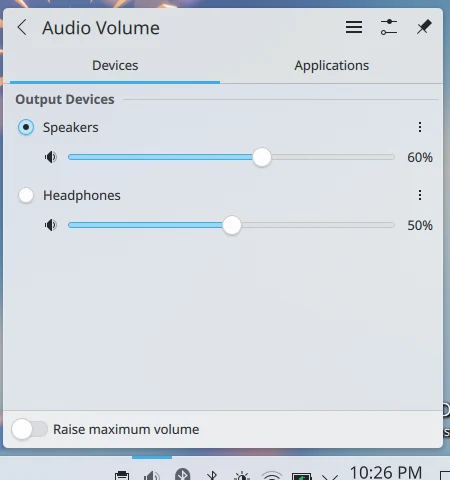 Audio Volume
Devices Applications
Output Devices
Speakers
60%
Headphones
50%
Raise maximum volume
10:26 PM